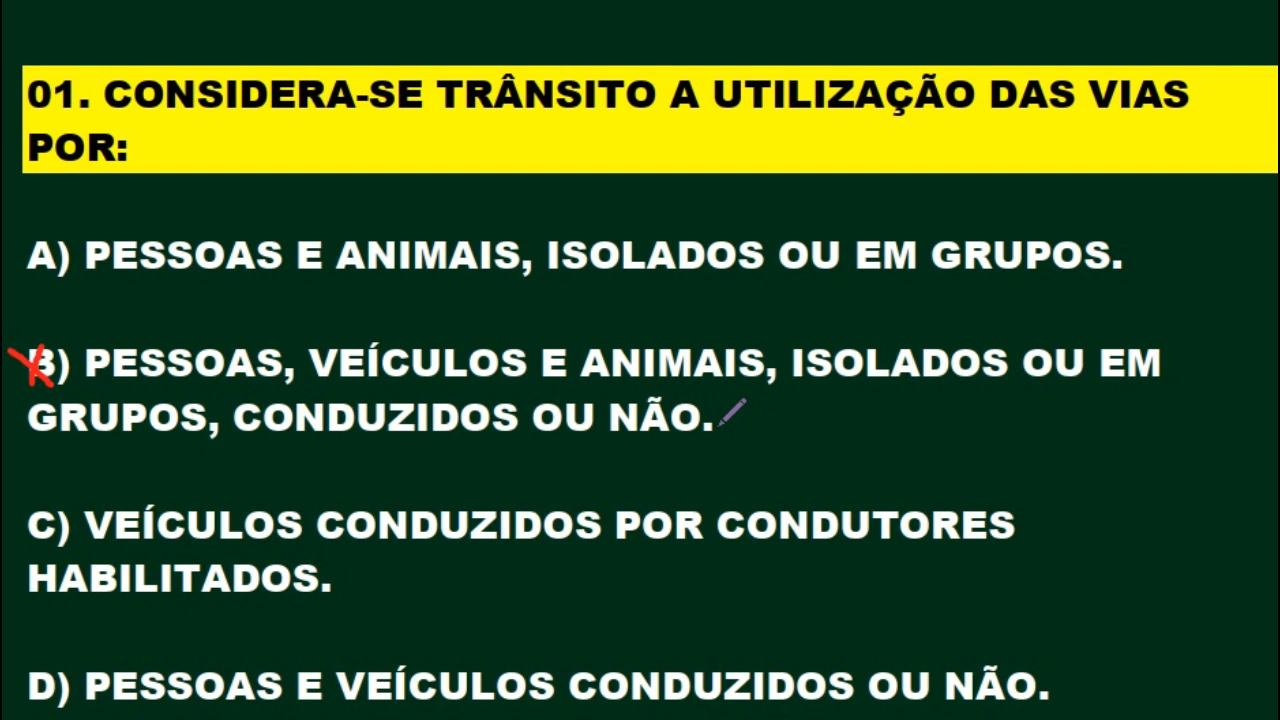 01. CONSIDERA-SE TRÂNSITO A UTILIZAÇÃO DAS VIAS
POR:
A) PESSOAS E ANIMAIS, ISOLADOS OU EM GRUPOS.
B) PESSOAS, VEÍCULOS E ANIMAIS, ISOLADOS OU EM
GRUPOS, CONDUZIDOS OU NÃO.
C) VEÍCULOS CONDUZIDOS POR CONDUTORES
HABILITADOS.
D) PESSOAS E VEÍCULOS CONDUZIDOS OU NÃO.